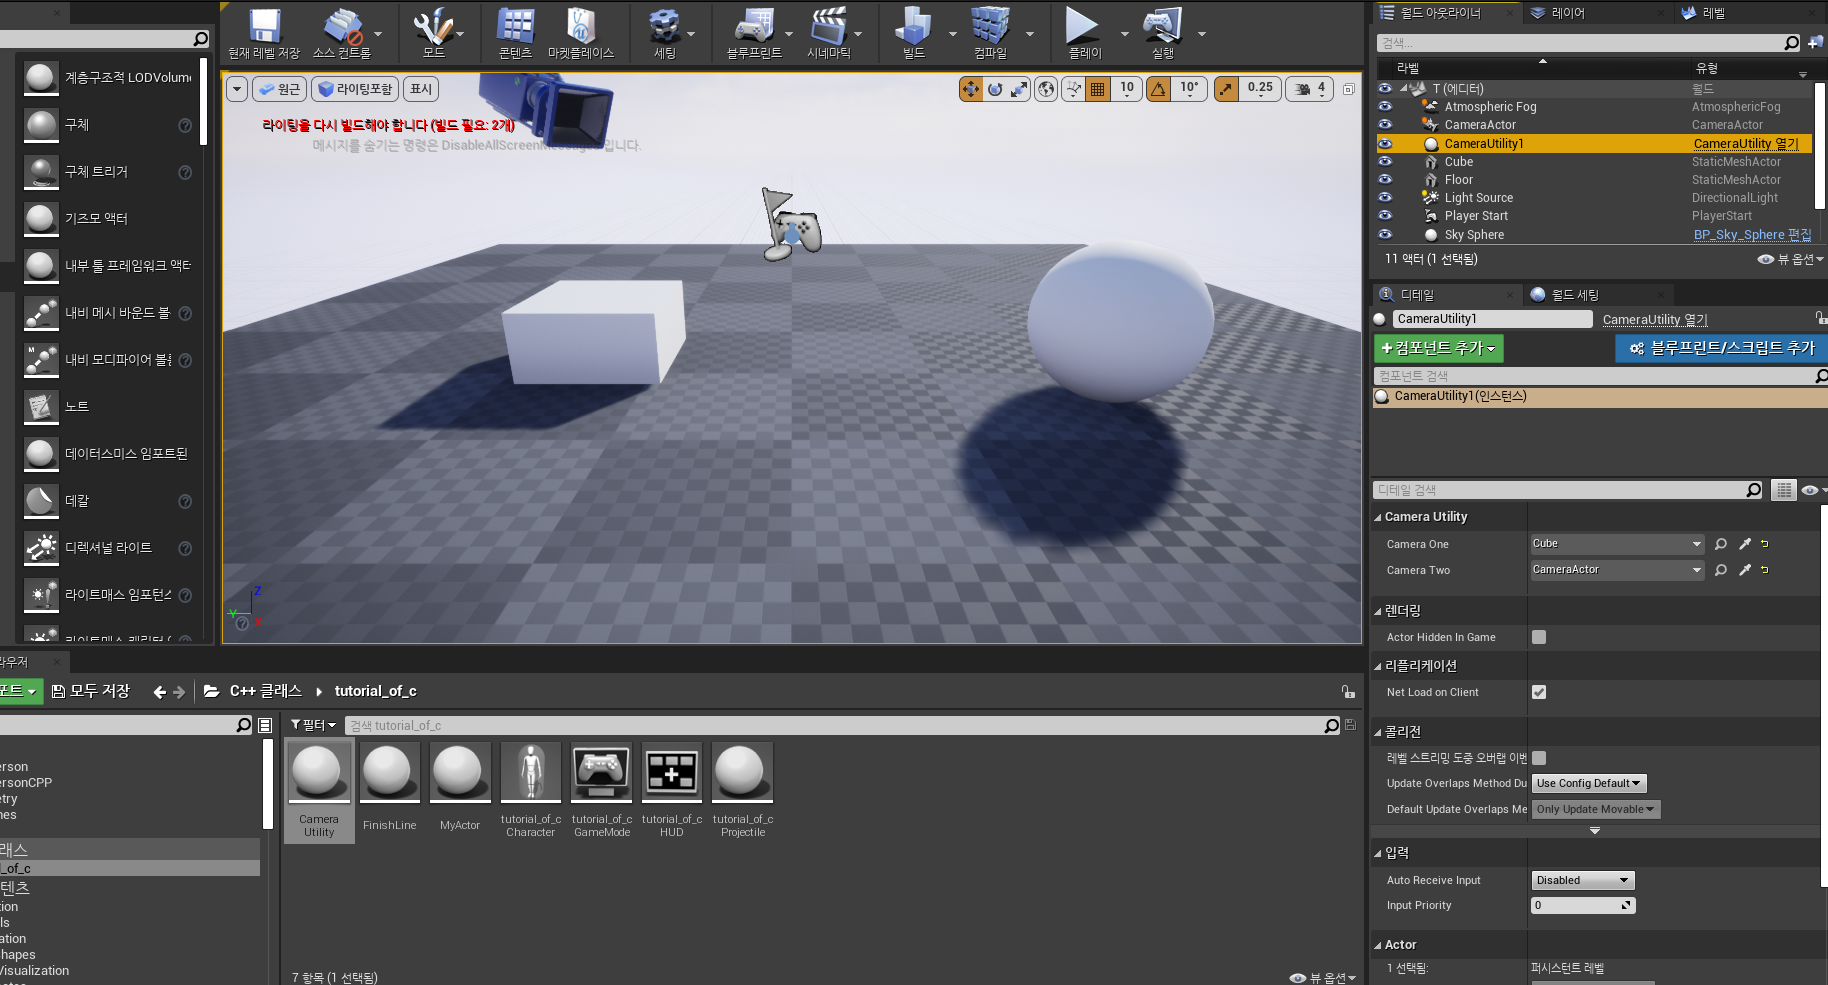 현재 레벨 저장
소스 컨트롤
모드
콘텐츠
마켓플레이스
세팅
블루프린트
시네마틱
빌드
컴파일
플레이
실행
계층구조적 LODVolume
구체
구체 트리거
기즈모 액터
내부 툴 프레임워크 액터
내비 메시 바운드 볼
내비 모디파이어 볼륨
노트
데이터스미스 임포트된
데칼
디렉셔널 라이트
라이트매스 임포턴스
원근
라이팅포함
표시
10
10°
0.25
4
라이팅을 다시 빌드해야 합니다 (빌드 필요: 2개)
메시지를 숨기는 명령은 DisableAllScreenMessages 입니다.
Z
Y
X
월드 아웃라이너
레이어
레벨
검색...
라벨
유형
T (에디터)
월드
Atmospheric Fog
AtmosphericFog
CameraActor
CameraActor
CameraUtility1
CameraUtility 열기
Cube
StaticMeshActor
Floor
StaticMeshActor
Light Source
DirectionalLight
Player Start
PlayerStart
Sky Sphere
BP_Sky_Sphere 편집
11 액터 (1 선택됨)
뷰 옵션
디테일
월드 세팅
CameraUtility1
CameraUtility 열기
+컴포넌트 추가
블루프린트/스크립트 추가
컴포넌트 검색
CameraUtility1(인스턴스)
디테일 검색
Camera Utility
Camera One
Cube
Camera Two
CameraActor
렌더링
Actor Hidden In Game
리플리케이션
Net Load on Client
콜리전
레벨 스트리밍 도중 오버랩 이벤
Update Overlaps Method Du
Use Config Default
Default Update Overlaps Me
Only Update Movable
입력
Auto Receive Input
Disabled
Input Priority
0
Actor
1 선택됨:
퍼시스턴트 레벨
라우저
포트
모두 저장
C++ 클래스
tutorial_of_c
필터
검색 tutorial_of_c
erson
ersonCPP
etry
nes
래스
l_of_c
텐츠
tion
ls
ation
hapes
Visualization
Camera
Utility
FinishLine
MyActor
tutorial_of_c
Character
tutorial_of_c
GameMode
tutorial_of_c
HUD
tutorial_of_c
Projectile
7 항목 (1 선택됨)
뷰 옵션